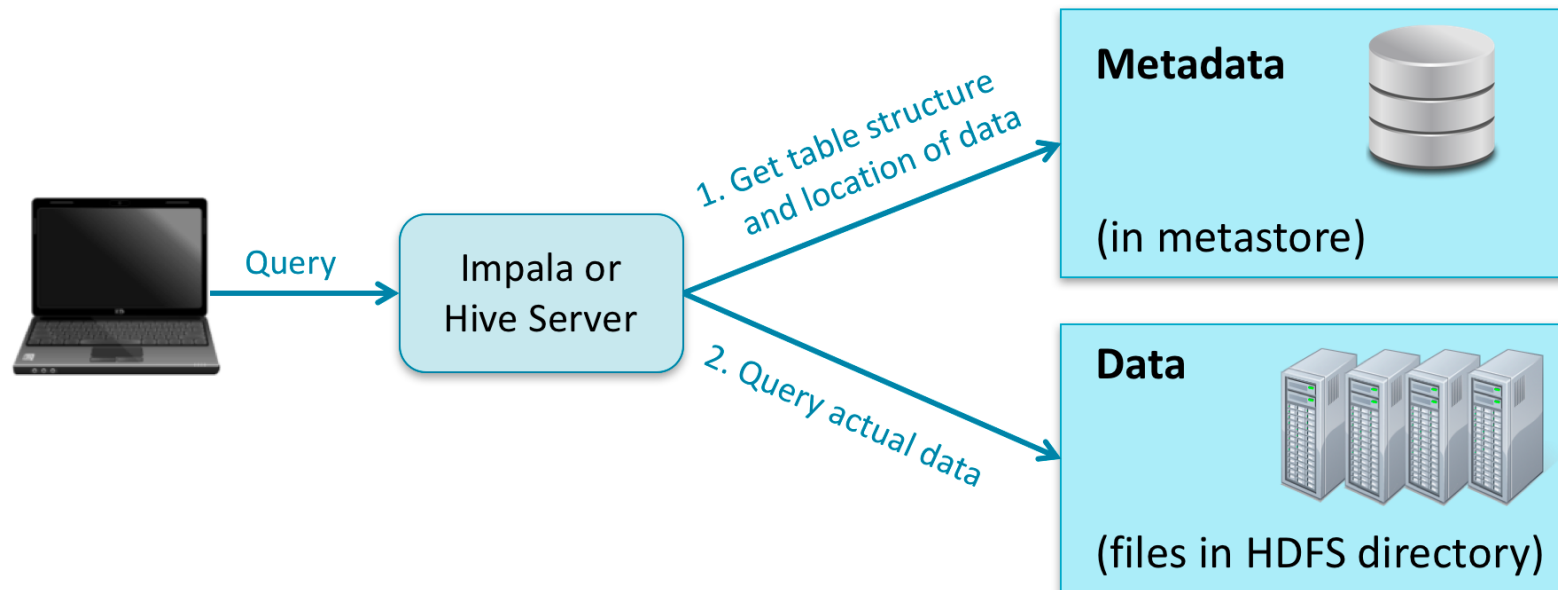 Query
Impala or
Hive Server
1. Get table structure
and location of data
2. Query actual data
Metadata
(in metastore)
Data
(files in HDFS directory)